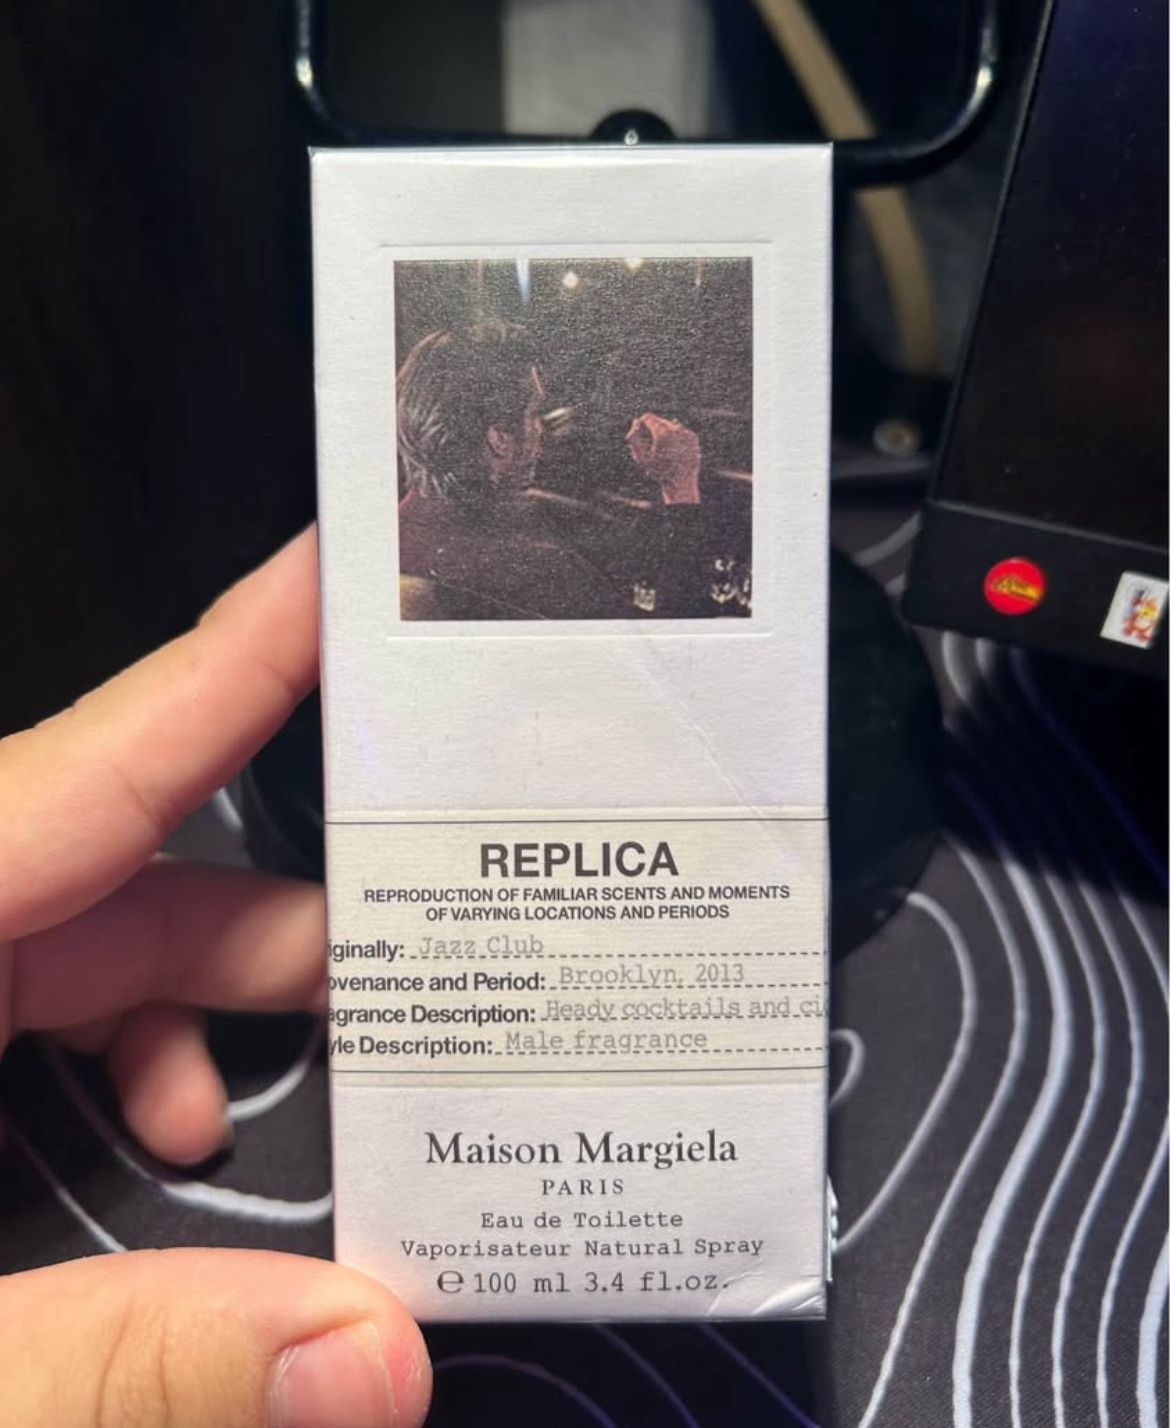 REPLICA
REPRODUCTION OF FAMILIAR SCENTS AND MOMENTS
OF VARYING LOCATIONS AND PERIODS
iginally: Jazz Club
ovenance and Period: Brooklyn, 2013
agrance Description: Heady cocktails and ci
yle Description: Male fragrance
Maison Margiela
PARIS
Eau de Toilette
Vaporisateur Natural Spray
℮ 100 ml 3.4 fl.oz.